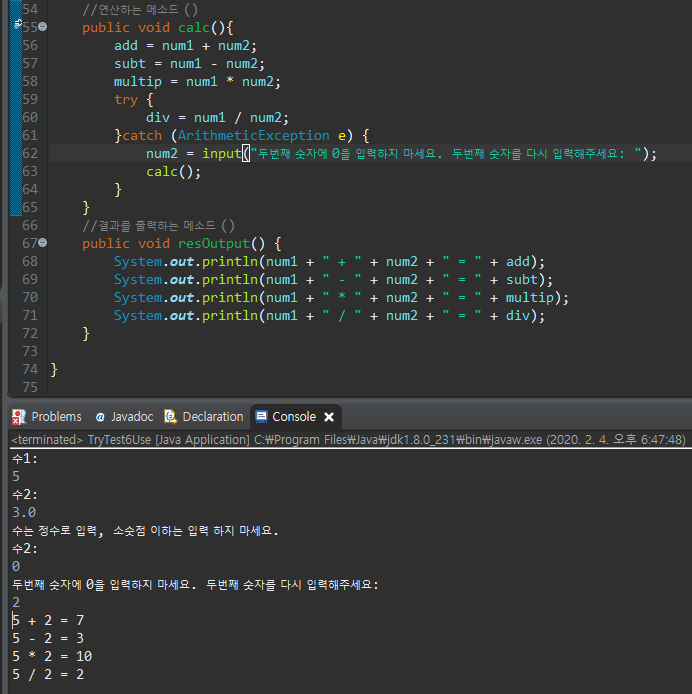 54 //연산하는 메소드 ()
55 public void calc(){
56 add = num1 + num2;
57 subt = num1 - num2;
58 multip = num1 * num2;
59 try {
60 div = num1 / num2;
61 }catch (ArithmeticException e) {
62 num2 = input("두번째 숫자에 0을 입력하지 마세요. 두번째 숫자를 다시 입력해주세요: ");
63 calc();
64 }
65 }
66 //결과를 출력하는 메소드 ()
67 public void resOutput() {
68 System.out.println(num1 + " + " + num2 + " = " + add);
69 System.out.println(num1 + " - " + num2 + " = " + subt);
70 System.out.println(num1 + " * " + num2 + " = " + multip);
71 System.out.println(num1 + " / " + num2 + " = " + div);
72 }
73
74 }
75
Problems @ Javadoc Declaration Console
<terminated> TryTest6Use [Java Application] C:₩Program Files₩Java₩jdk1.8.0_231₩bin₩javaw.exe (2020. 2. 4. 오후 6:47:48)
수1:
5
수2:
3.0
수는 정수로 입력, 소숫점 이하는 입력 하지 마세요.
수2:
0
두번째 숫자에 0을 입력하지 마세요. 두번째 숫자를 다시 입력해주세요:
2
5 + 2 = 7
5 - 2 = 3
5 * 2 = 10
5 / 2 = 2